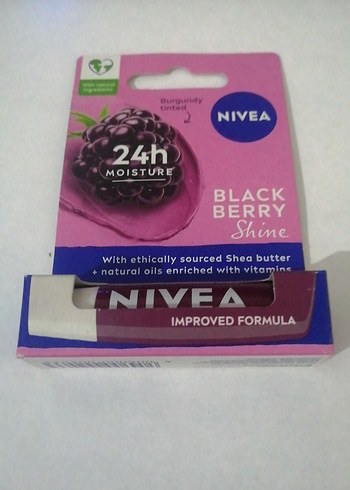 With natural
ingredients
Burgundy
tinted
NIVEA
24h
MOISTURE
BLACK
BERRY
Shine
With ethically sourced Shea butter
+ natural oils enriched with vitamins
NIVEA
IMPROVED FORMULA